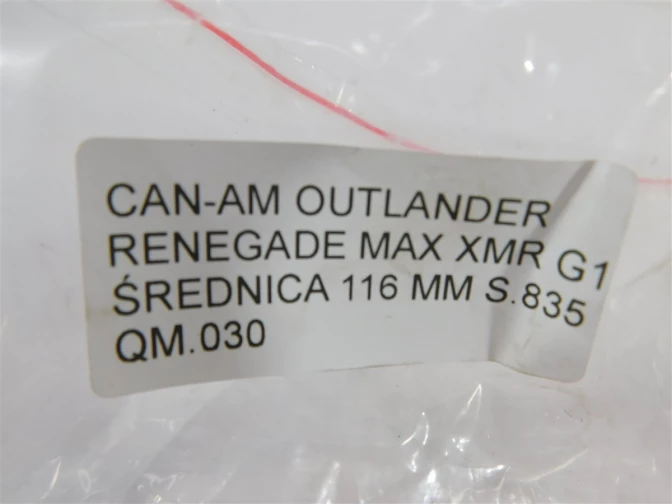 CAN-AM OUTLANDER
RENEGADE MAX XMR G1
ŚREDNICA 116 MM S.835
QM.030